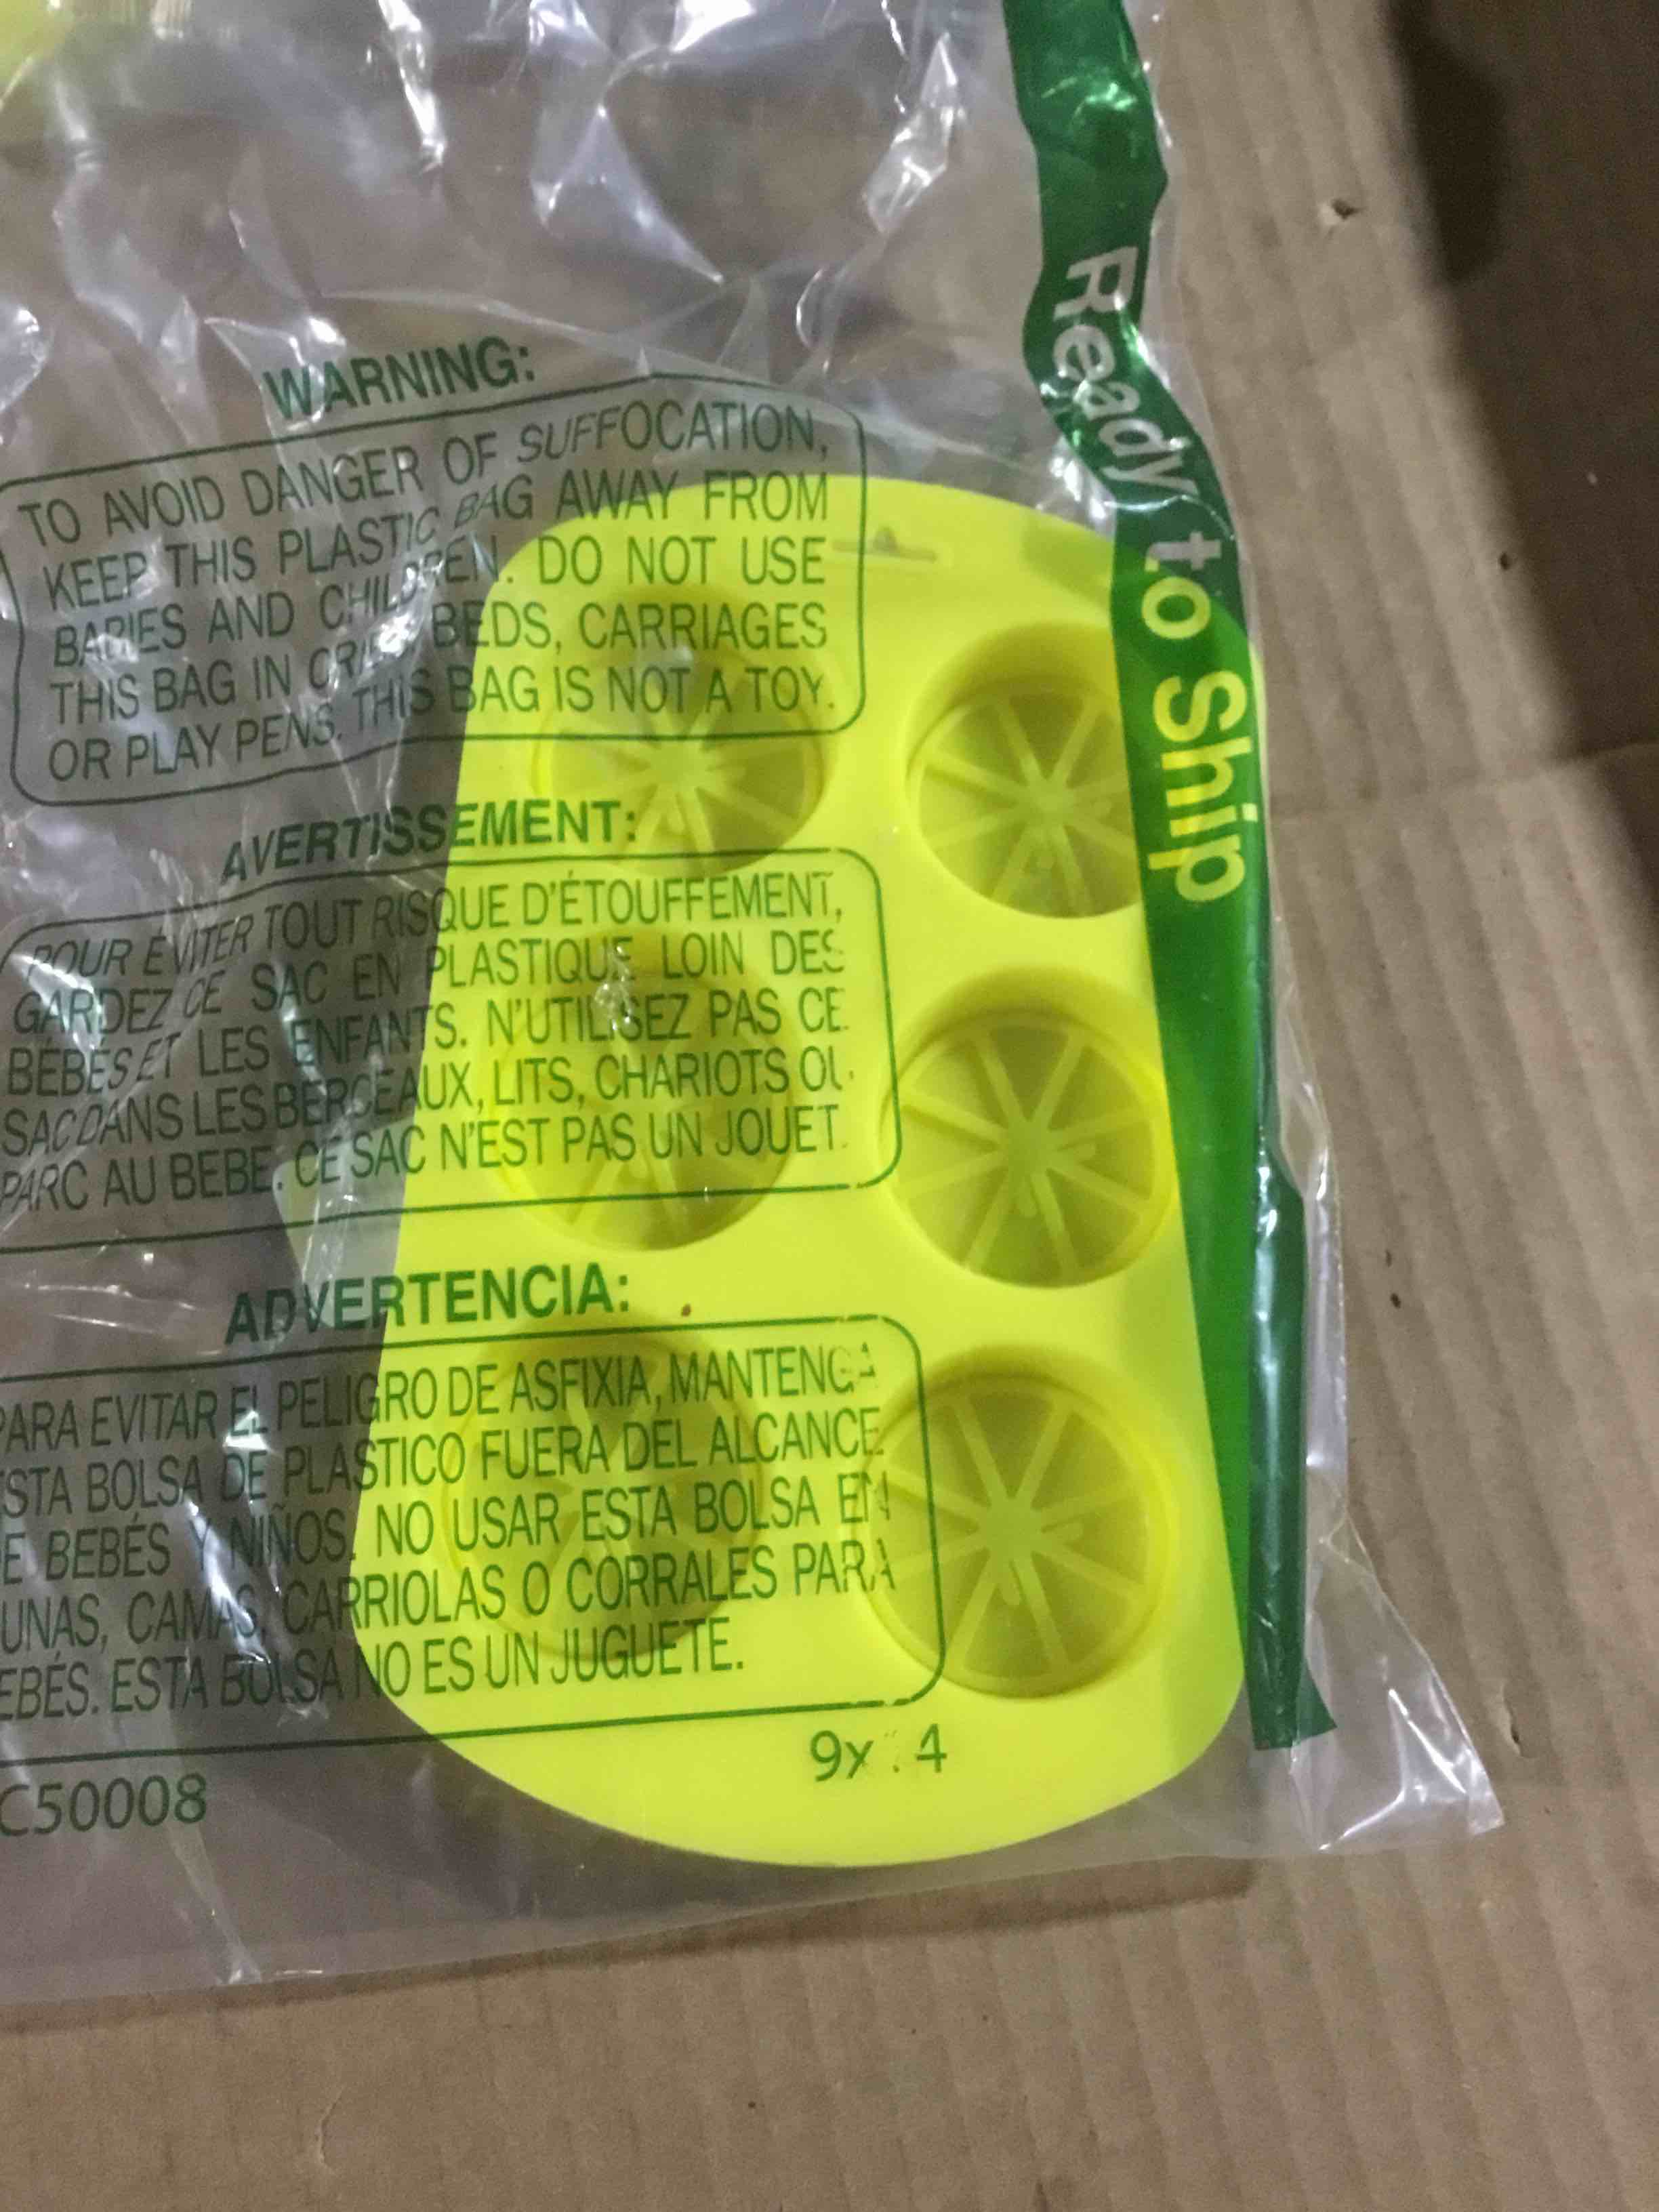 Ready to Ship
WARNING:
TO AVOID DANGER OF SUFFOCATION,
KEEP THIS PLASTIC BAG AWAY FROM
BABIES AND CHILDREN. DO NOT USE
THIS BAG IN CRIBS, BEDS, CARRIAGES
OR PLAY PENS. THIS BAG IS NOT A TOY.
AVERTISSEMENT:
POUR ÉVITER TOUT RISQUE D'ÉTOUFFEMENT,
GARDEZ CE SAC EN PLASTIQUE LOIN DES
BÉBÉS ET LES ENFANTS. N'UTILISEZ PAS CE
SAC DANS LES BERCEAUX, LITS, CHARIOTS OU
PARC AU BEBE. CE SAC N'EST PAS UN JOUET.
ADVERTENCIA:
PARA EVITAR EL PELIGRO DE ASFIXIA, MANTENGA
STA BOLSA DE PLASTICO FUERA DEL ALCANCE
E BEBÉS Y NIÑOS. NO USAR ESTA BOLSA EN
UNAS, CAMAS, CARRIOLAS O CORRALES PARA
EBÉS. ESTA BOLSA NO ES UN JUGUETE.
C50008